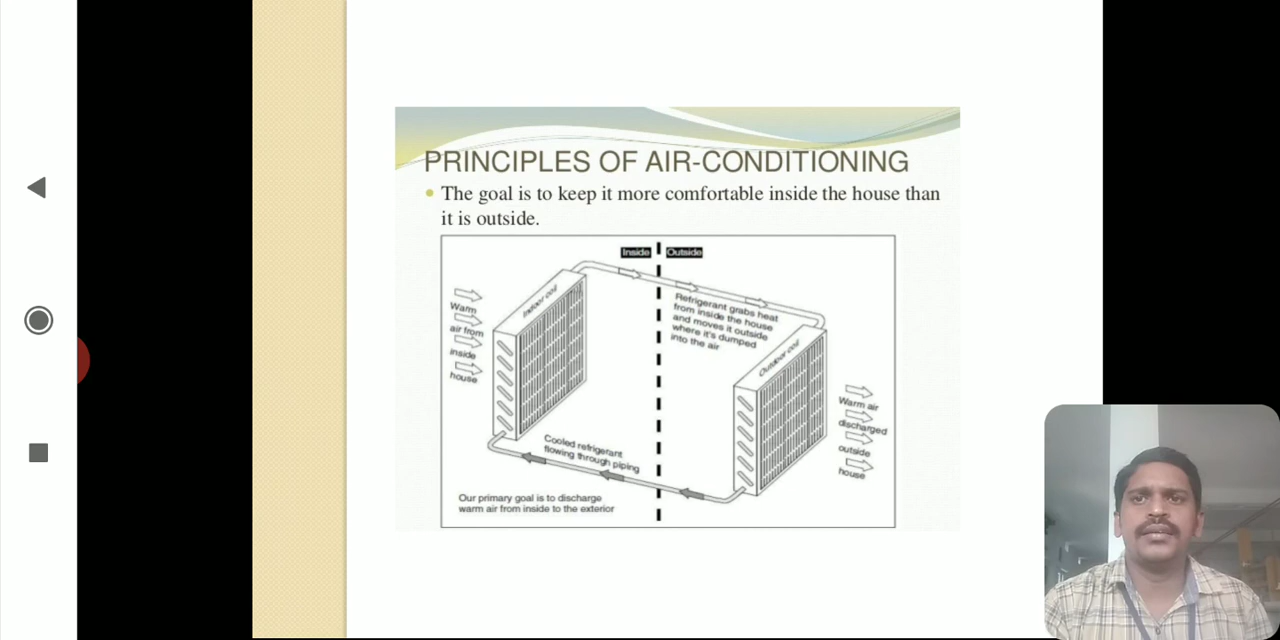 PRINCIPLES OF AIR-CONDITIONING
The goal is to keep it more comfortable inside the house than
it is outside.
Inside
Outside
Indoor coil
Warm
air from
inside
house
Refrigerant grabs heat
from inside the house
and moves it outside
where it's dumped
into the air
Outdoor coil
Warm air
discharged
outside
house
Cooled refrigerant
flowing through piping
Our primary goal is to discharge
warm air from inside to the exterior